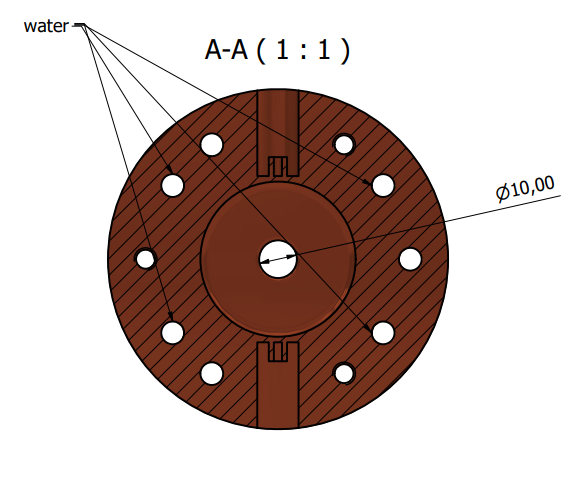 water
A-A ( 1 : 1 )
Ø10,00